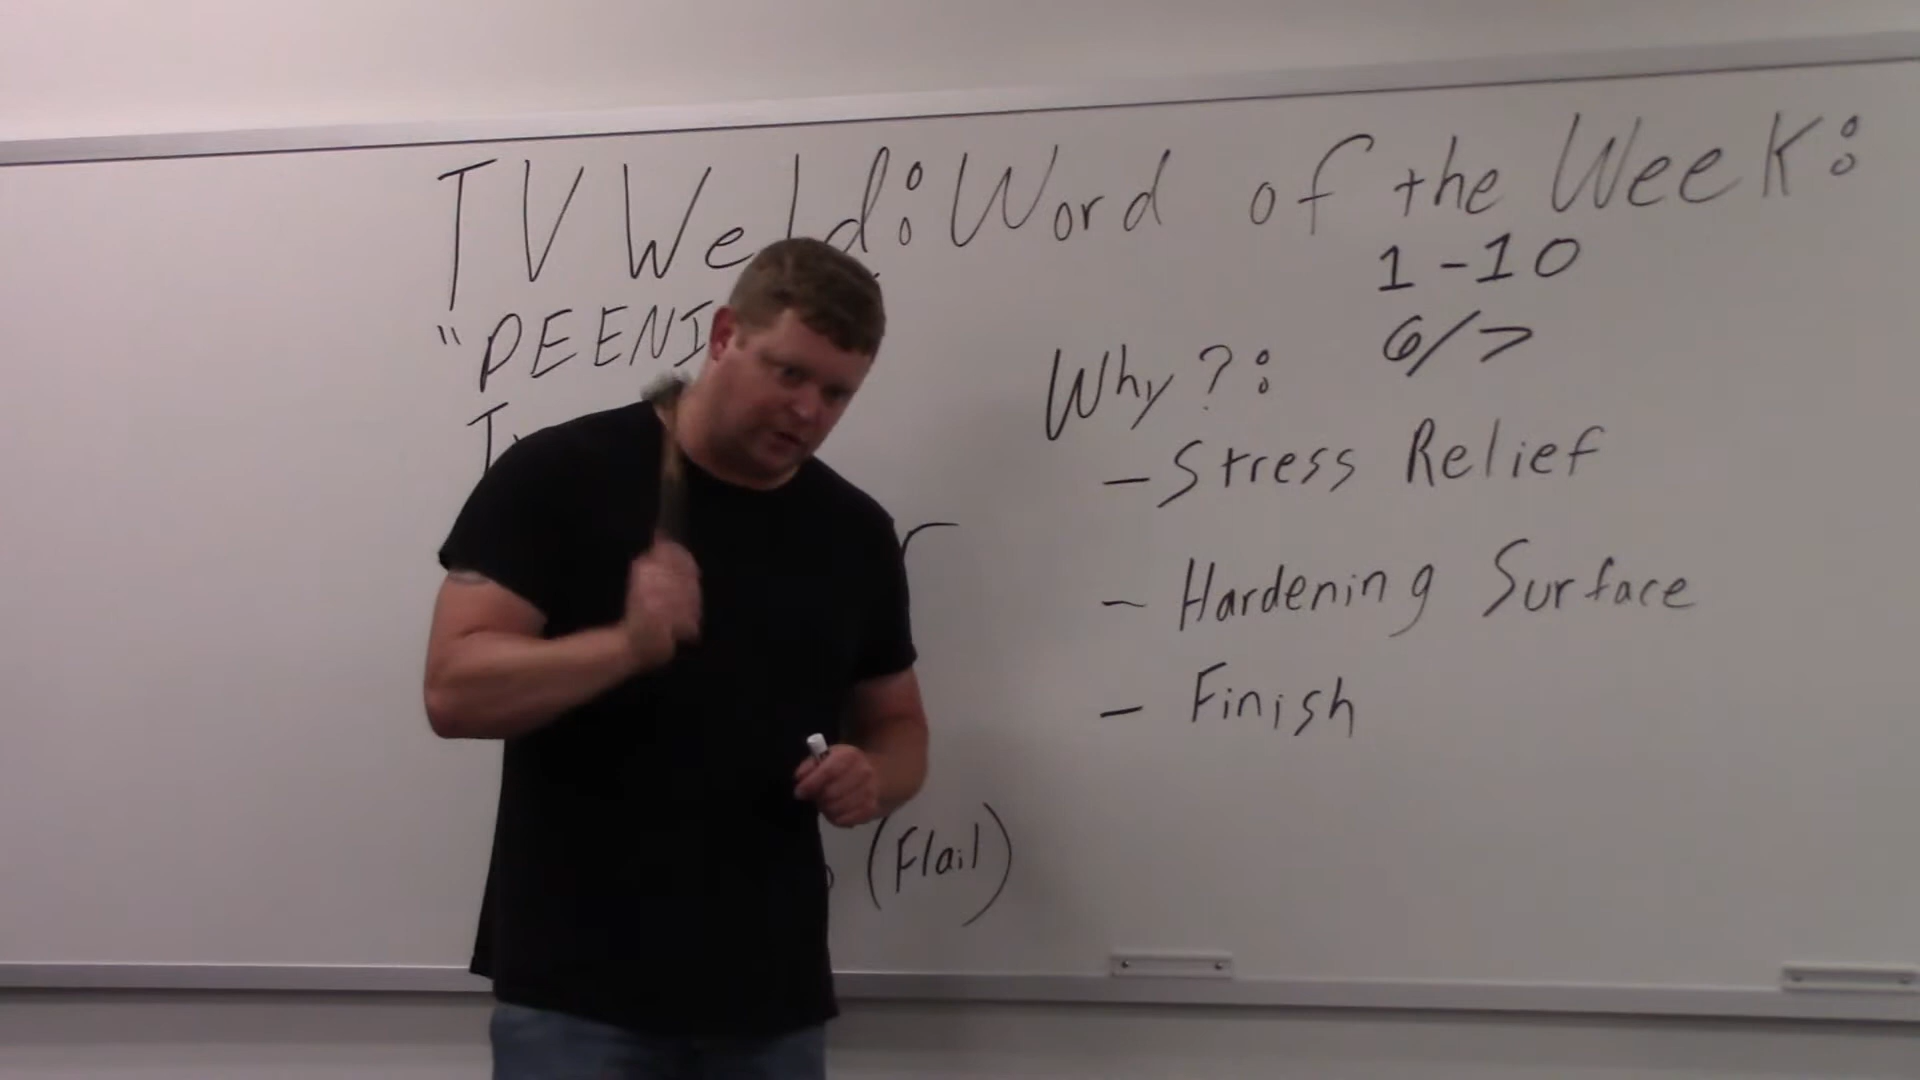 TV Weld: Word of the Week:
1-10
"PEENI
6/7
Why?:
- Stress Relief
- Hardening Surface
- Finish
(Flail)